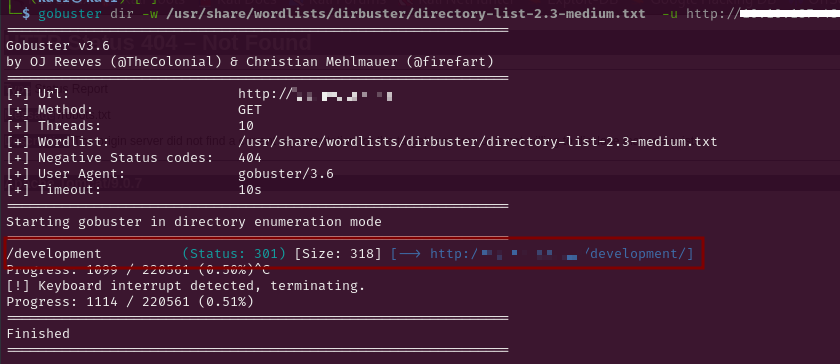 $ gobuster dir -w /usr/share/wordlists/dirbuster/directory-list-2.3-medium.txt -u http://
Status 404 – Not Found
===============================================================
Gobuster v3.6
by OJ Reeves (@TheColonial) & Christian Mehlmauer (@firefart)
===============================================================
[+] Url: http://
[+] Method: GET
[+] Threads: 10
[+] Wordlist: /usr/share/wordlists/dirbuster/directory-list-2.3-medium.txt
[+] Negative Status codes: 404
[+] User Agent: gobuster/3.6
[+] Timeout: 10s
===============================================================
Starting gobuster in directory enumeration mode
===============================================================
/development (Status: 301) [Size: 318] [--> http:/ /development/]
Progress: 1099 / 220561 (0.50%)^C
[!] Keyboard interrupt detected, terminating.
Progress: 1114 / 220561 (0.51%)
===============================================================
Finished
===============================================================